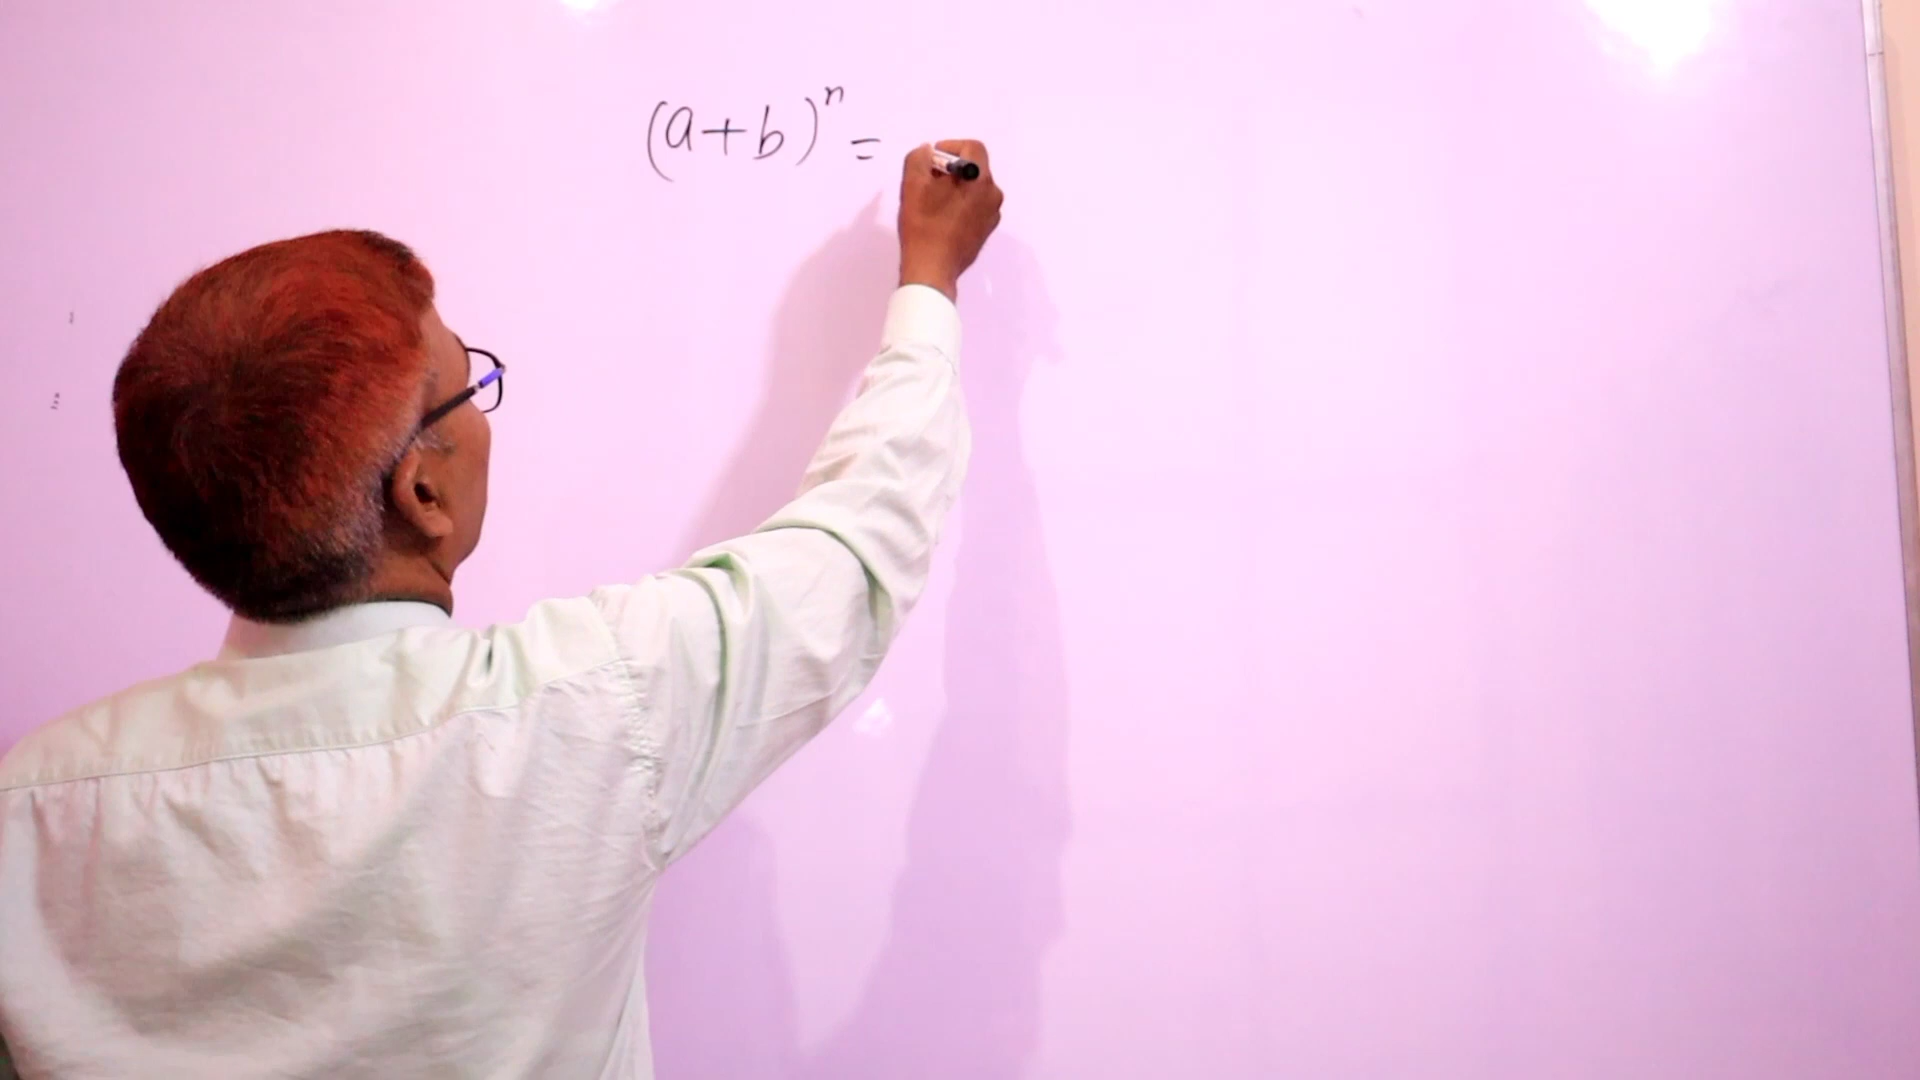 (a+b)ⁿ =